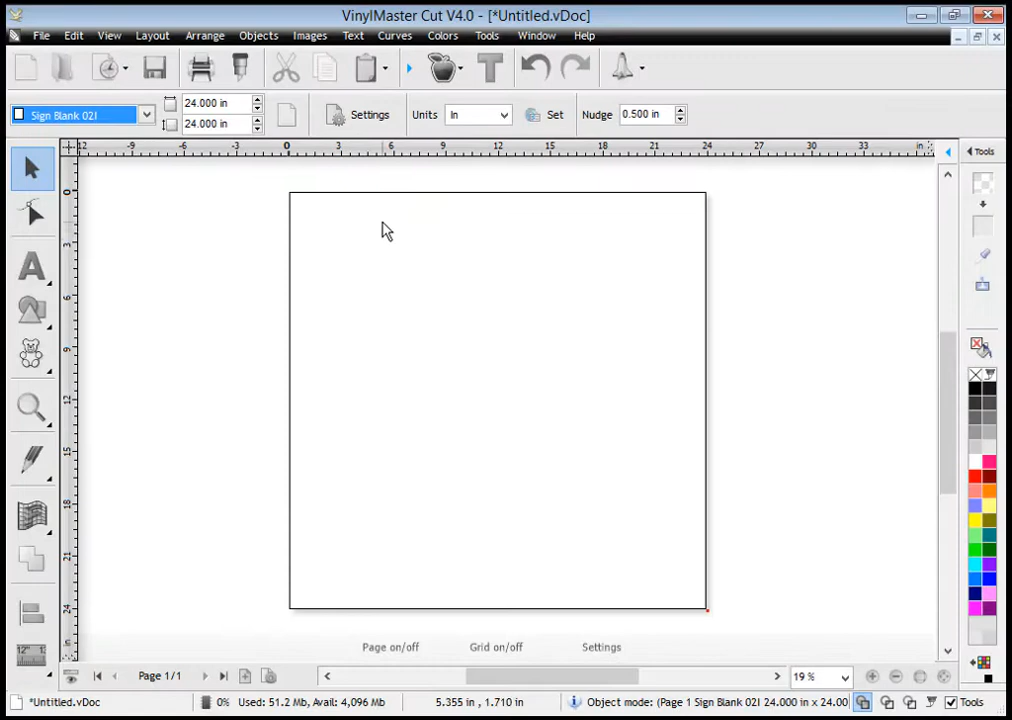 VinylMaster Cut V4.0 - [*Untitled.vDoc]
File Edit View Layout Arrange Objects Images Text Curves Colors Tools Window Help
Sign Blank 02I 24.000 in 24.000 in Settings Units In Set Nudge 0.500 in
12 -9 -6 -3 0 3 6 9 12 15 18 21 24 27 30 33 in
Tools
0
3
6
9
12
15
18
21
24
in
A
12" 1
Page on/off Grid on/off Settings
Page 1/1 19 %
*Untitled.vDoc 0% Used: 51.2 Mb, Avail: 4,096 Mb 5.355 in , 1.710 in Object mode: (Page 1 Sign Blank 02I 24.000 in x 24.00 Tools